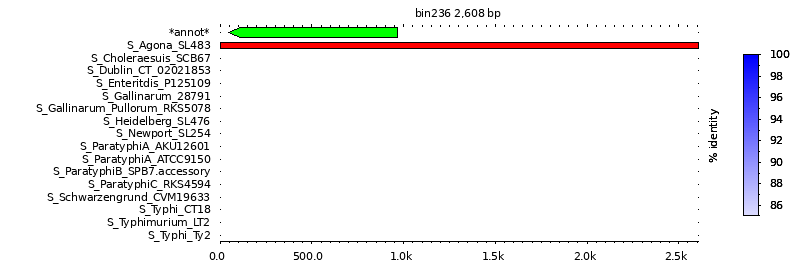 bin236 2,608 bp
*annot*
S_Agona_SL483
S_Choleraesuis_SCB67
S_Dublin_CT_02021853
S_Enteritidis_P125109
S_Gallinarum_28791
S_Gallinarum_Pullorum_RKS5078
S_Heidelberg_SL476
S_Newport_SL254
S_ParatyphiA_AKU12601
S_ParatyphiA_ATCC9150
S_ParatyphiB_SPB7.accessory
S_ParatyphiC_RKS4594
S_Schwarzengrund_CVM19633
S_Typhi_CT18
S_Typhimurium_LT2
S_Typhi_Ty2
0.0 500.0 1.0k 1.5k 2.0k 2.5k
% identity
100
98
96
94
92
90
88
86